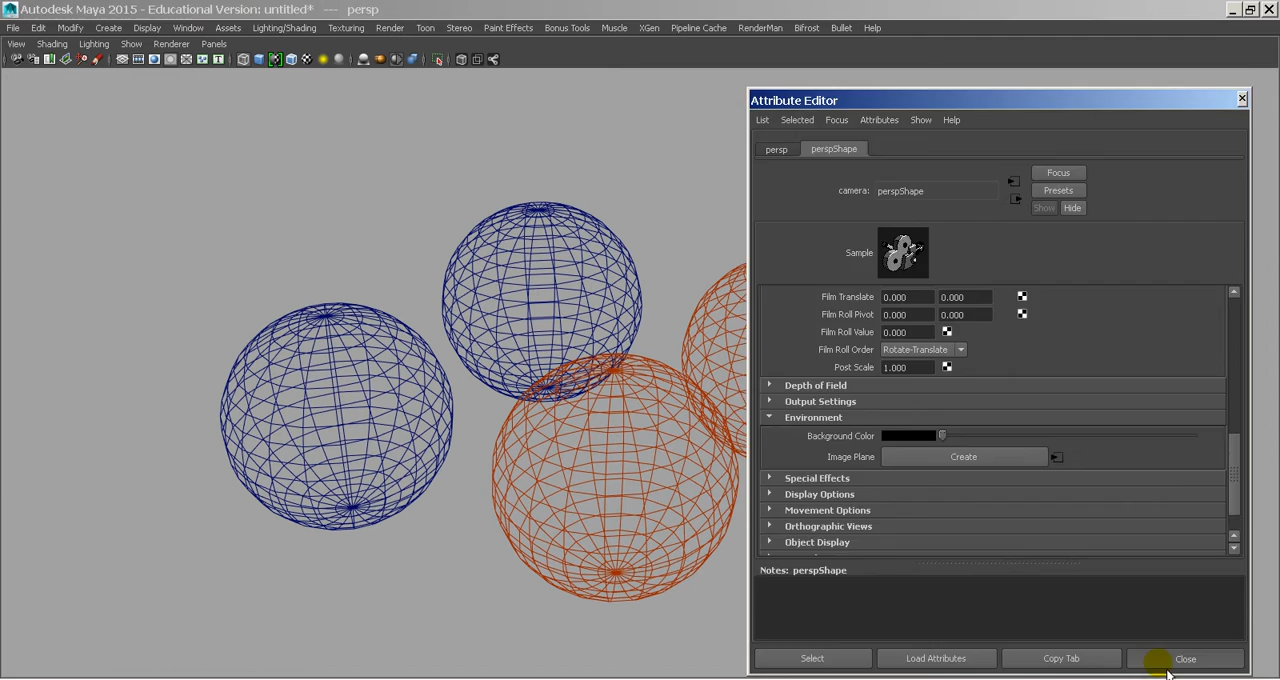 Autodesk Maya 2015 - Educational Version: untitled*   ---   persp
File Edit Modify Create Display Window Assets Lighting/Shading Texturing Render Toon Stereo Paint Effects Bonus Tools Muscle XGen Pipeline Cache RenderMan Bifrost Bullet Help
View Shading Lighting Show Renderer Panels
Attribute Editor
List Selected Focus Attributes Show Help
persp perspShape
Focus
camera: perspShape
Presets
Show Hide
Sample
Film Translate 0.000 0.000
Film Roll Pivot 0.000 0.000
Film Roll Value 0.000
Film Roll Order Rotate-Translate
Post Scale 1.000
Depth of Field
Output Settings
Environment
Background Color
Image Plane Create
Special Effects
Display Options
Movement Options
Orthographic Views
Object Display
Notes: perspShape
Select Load Attributes Copy Tab Close